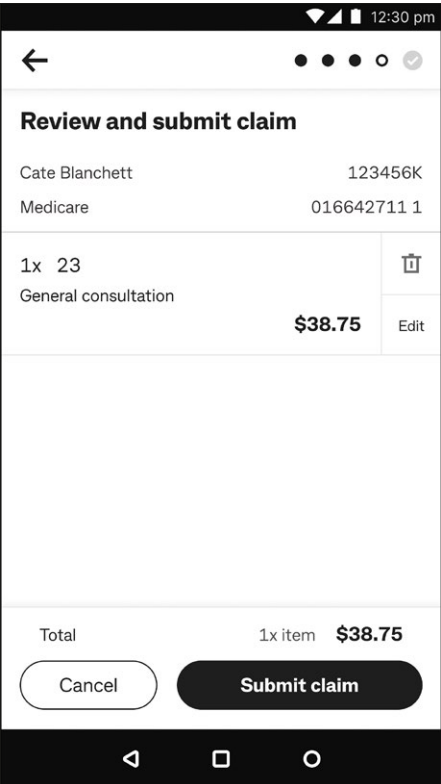 12:30 pm
Review and submit claim
Cate Blanchett 123456K
Medicare 016642711 1
1x 23
General consultation
$38.75 Edit
Total 1x item $38.75
Cancel Submit claim